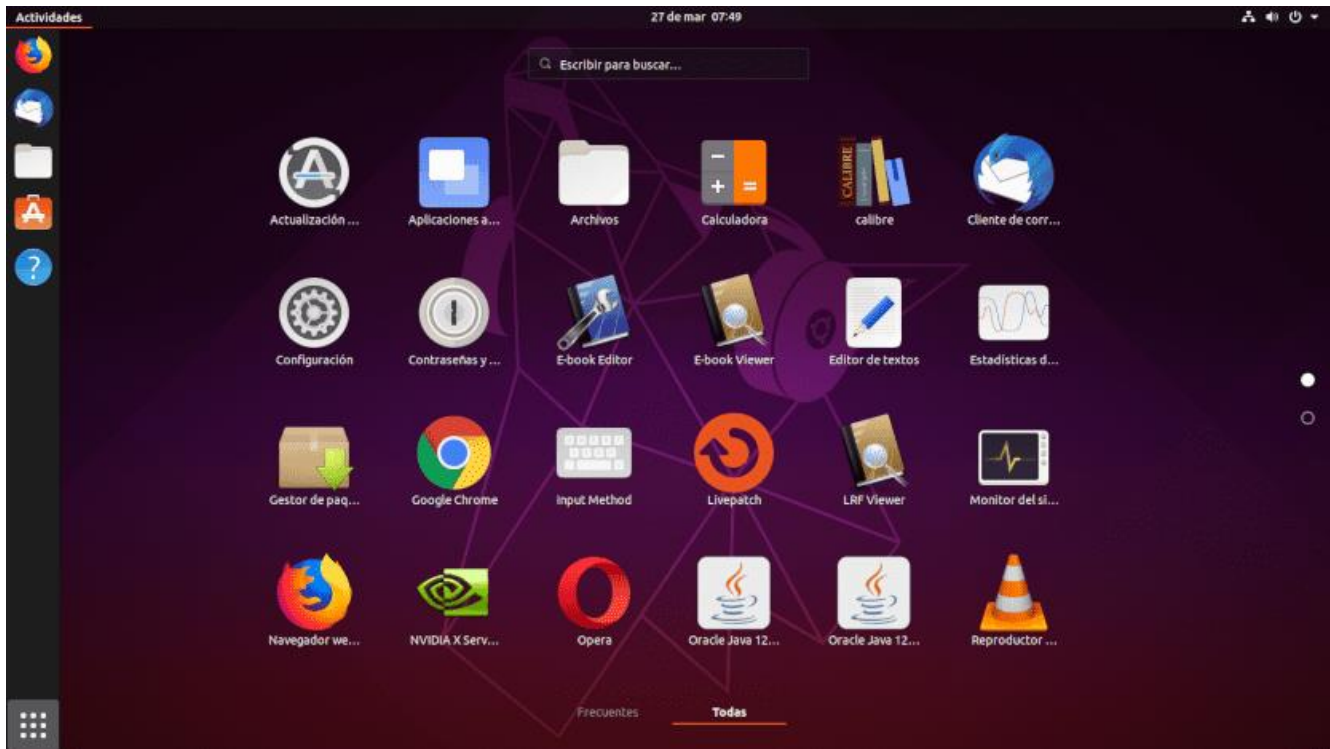 Actividades 27 de mar 07:49
Escribir para buscar...
Actualización ... Aplicaciones a... Archivos Calculadora calibre Cliente de corr...
Configuración Contraseñas y ... E-book Editor E-book Viewer Editor de textos Estadísticas d...
Gestor de paq... Google Chrome Input Method Livepatch LRF Viewer Monitor del si...
Navegador we... NVIDIA X Serv... Opera Oracle Java 12... Oracle Java 12... Reproductor ...
Frecuentes Todas